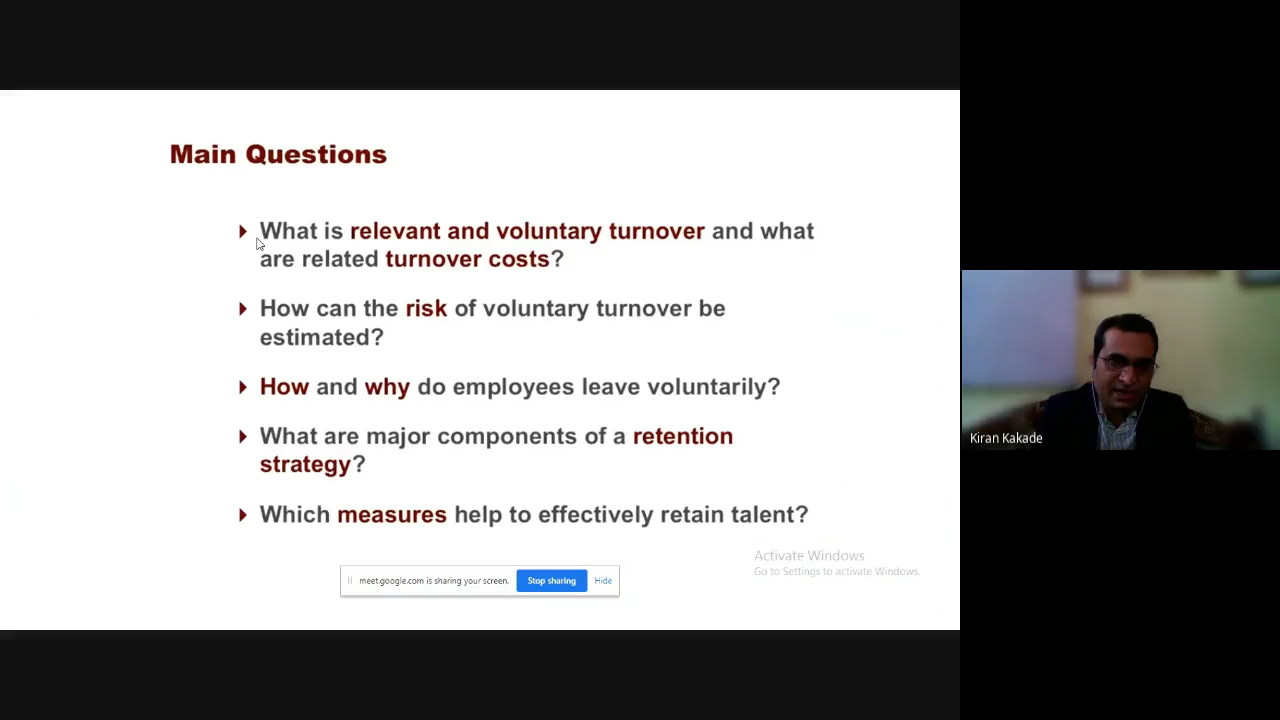 Main Questions
What is relevant and voluntary turnover and what
are related turnover costs?
How can the risk of voluntary turnover be
estimated?
How and why do employees leave voluntarily?
What are major components of a retention
strategy?
Which measures help to effectively retain talent?
Activate Windows
Go to Settings to activate Windows.
meet.google.com is sharing your screen. Stop sharing Hide
Kiran Kakade